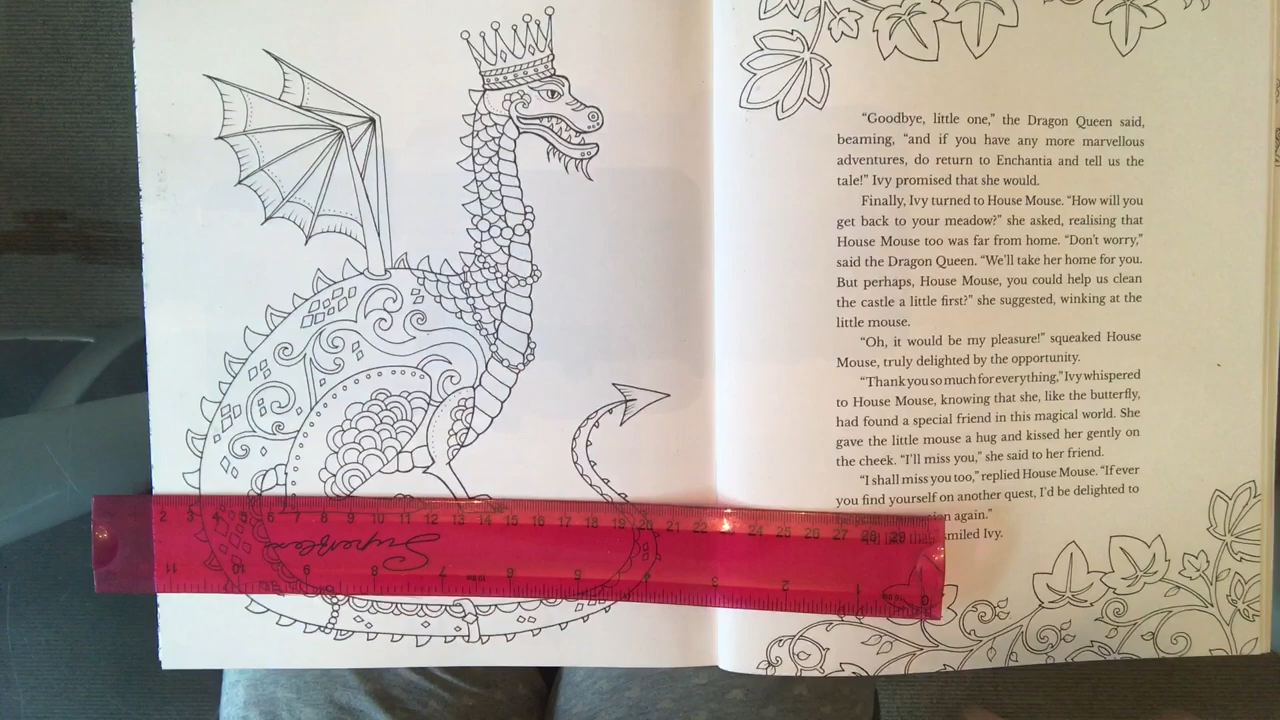 “Goodbye, little one,” the Dragon Queen said,
beaming, “and if you have any more marvellous
adventures, do return to Enchantia and tell us the
tale!” Ivy promised that she would.
Finally, Ivy turned to House Mouse. “How will you
get back to your meadow?” she asked, realising that
House Mouse too was far from home. “Don’t worry,”
said the Dragon Queen. “We’ll take her home for you.
But perhaps, House Mouse, you could help us clean
the castle a little first?” she suggested, winking at the
little mouse.
“Oh, it would be my pleasure!” squeaked House
Mouse, truly delighted by the opportunity.
“Thank you so much for everything,” Ivy whispered
to House Mouse, knowing that she, like the butterfly,
had found a special friend in this magical world. She
gave the little mouse a hug and kissed her gently on
the cheek. “I’ll miss you,” she said to her friend.
“I shall miss you too,” replied House Mouse. “If ever
you find yourself on another quest, I’d be delighted to
again.”
smiled Ivy.
2 3 4 5 6 7 8 9 10 11 12 13 14 15 16 17 18 19 20 21 22 23 24 25 26 27 28 29
Superflex
11 10 9 8 7 6 5 4 3 2 1